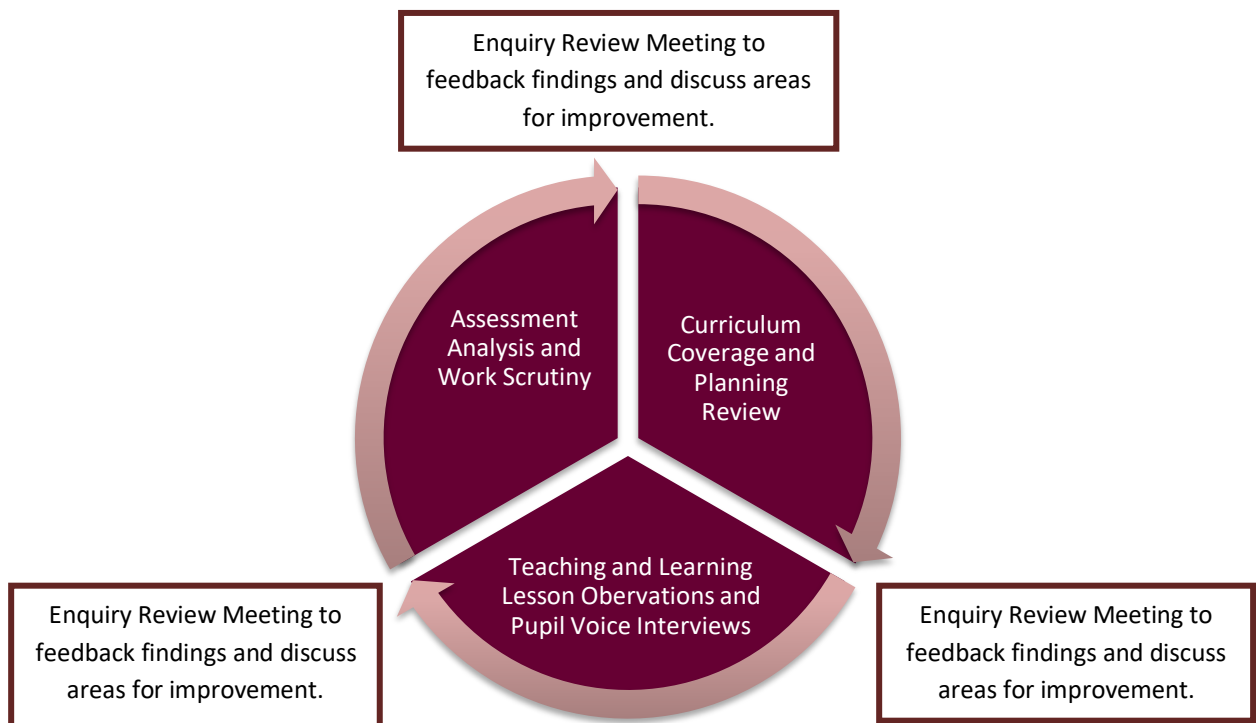 Enquiry Review Meeting to
feedback findings and discuss areas
for improvement.
Assessment
Analysis and
Work Scrutiny
Curriculum
Coverage and
Planning
Review
Teaching and Learning
Lesson Obervations and
Pupil Voice Interviews
Enquiry Review Meeting to
feedback findings and discuss
areas for improvement.
Enquiry Review Meeting to
feedback findings and discuss
areas for improvement.